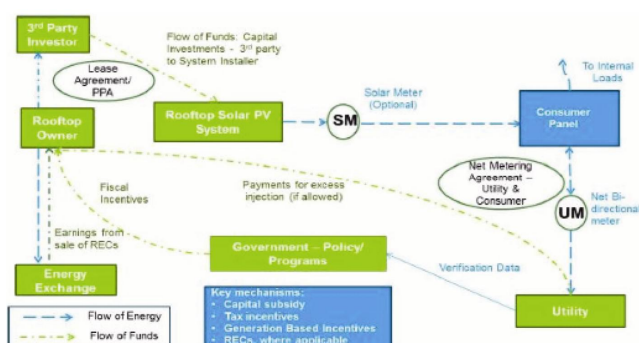 3rd Party
Investor
Flow of Funds: Capital
Investments - 3rd party
to System Installer
Lease
Agreement/
PPA
To Internal
Loads
Rooftop
Owner
Rooftop Solar PV
System
SM
Solar Meter
(Optional)
Consumer
Panel
Net Metering
Agreement –
Utility &
Consumer
Net Bi-
directional
meter
UM
Fiscal
Incentives
Payments for excess
injection (if allowed)
Earnings from
sale of RECs
Government – Policy/
Programs
Verification Data
Energy
Exchange
Utility
Key mechanisms:
• Capital subsidy
• Tax incentives
• Generation Based Incentives
• RECs, where applicable
Flow of Energy
Flow of Funds